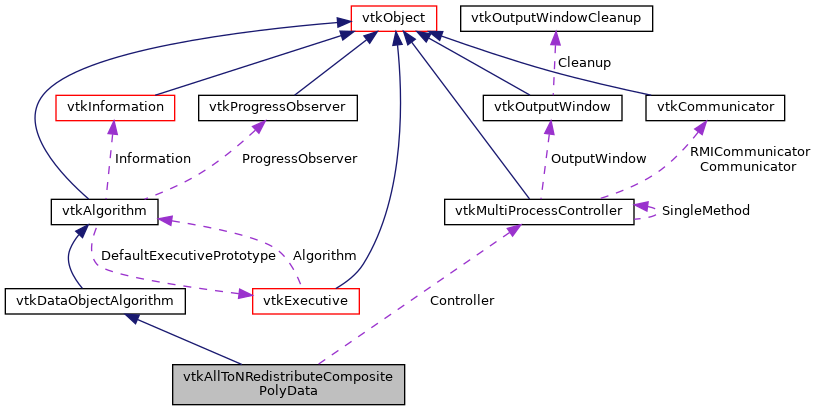 vtkObject
vtkOutputWindowCleanup
Cleanup
vtkInformation
vtkProgressObserver
vtkOutputWindow
vtkCommunicator
Information
ProgressObserver
OutputWindow
RMICommunicator
Communicator
vtkAlgorithm
vtkMultiProcessController
SingleMethod
DefaultExecutivePrototype
Algorithm
vtkDataObjectAlgorithm
vtkExecutive
Controller
vtkAllToNRedistributeComposite
PolyData